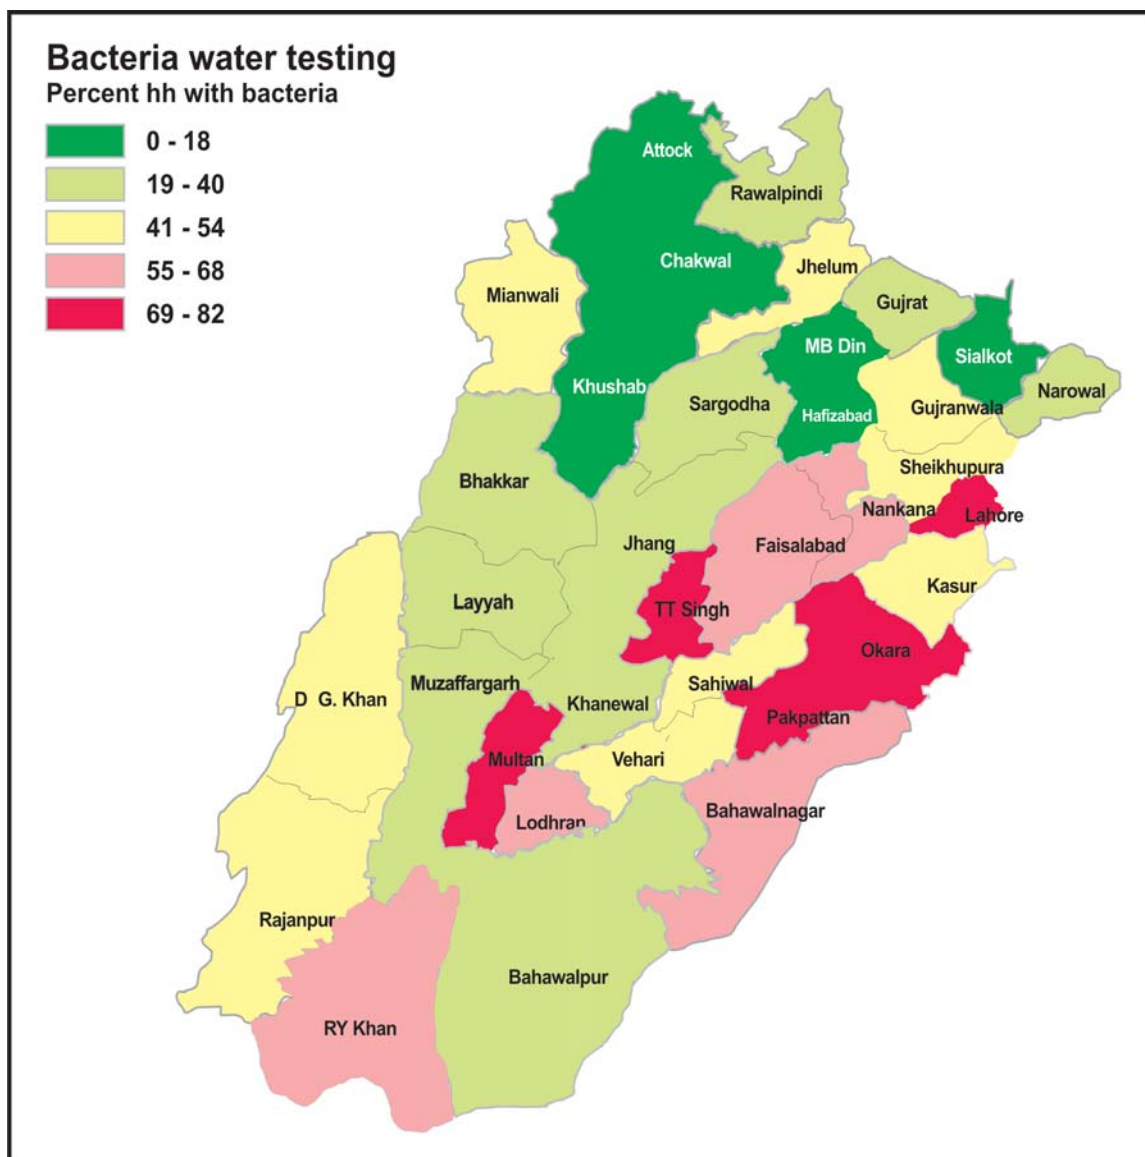 Bacteria water testing
Percent hh with bacteria
0 - 18
19 - 40
41 - 54
55 - 68
69 - 82
Attock
Rawalpindi
Chakwal
Jhelum
Mianwali
Gujrat
MB Din
Sialkot
Khushab
Sargodha
Narowal
Hafizabad
Gujranwala
Bhakkar
Sheikhupura
Nankana
Lahore
Jhang
Faisalabad
Kasur
Layyah
TT Singh
Okara
Muzaffargarh
Sahiwal
D G. Khan
Khanewal
Pakpattan
Multan
Vehari
Bahawalnagar
Lodhran
Rajanpur
Bahawalpur
RY Khan